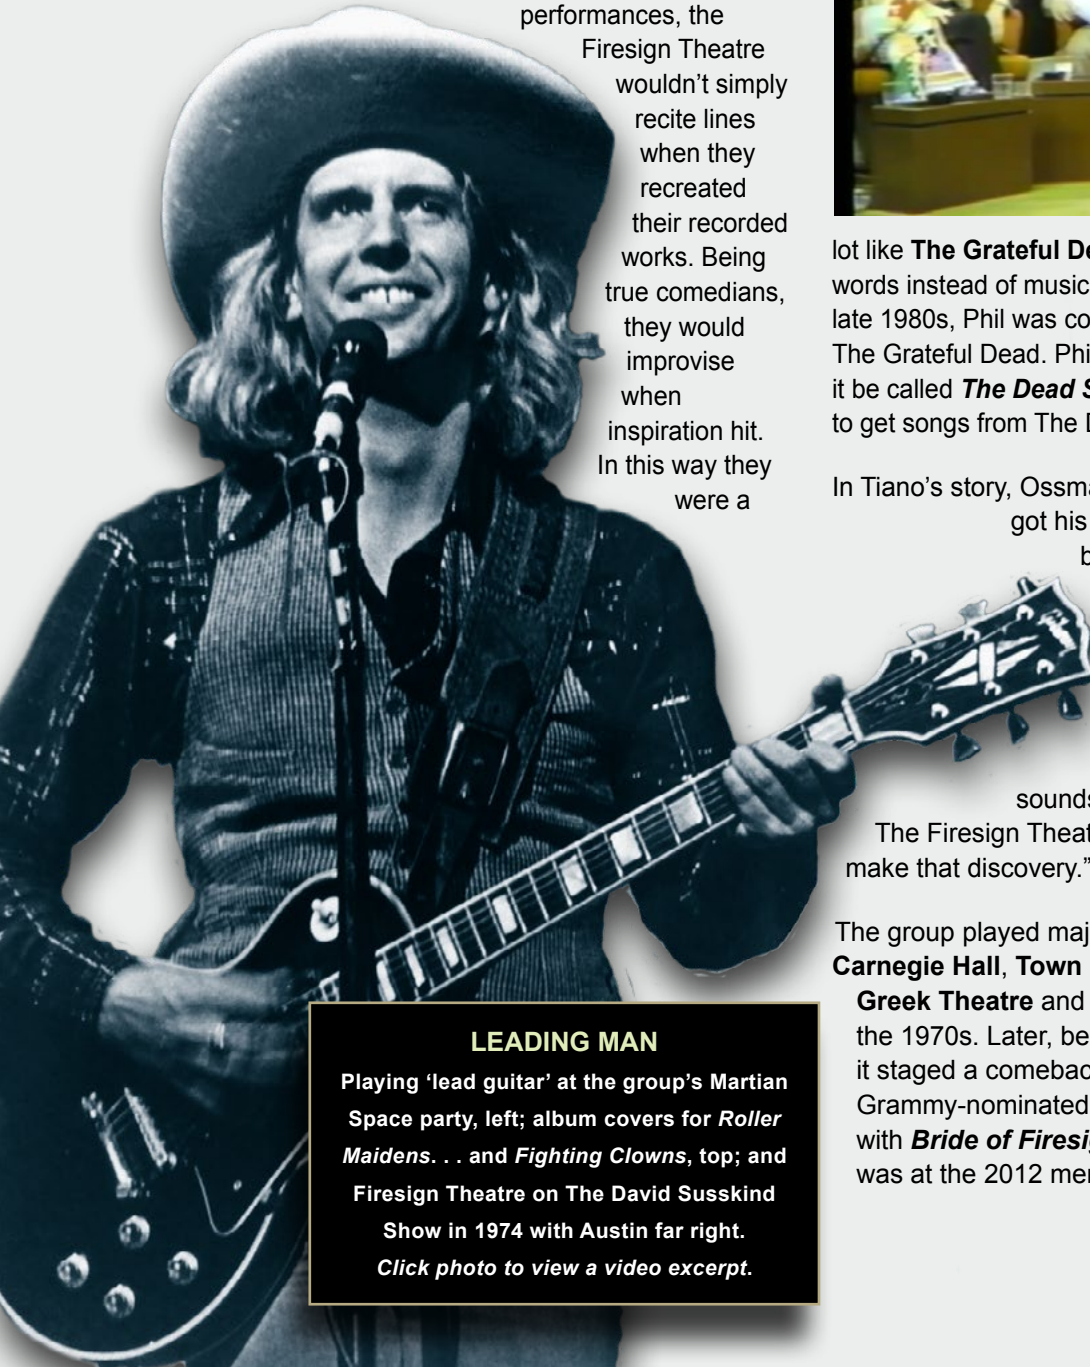 performances, the
Firesign Theatre
wouldn’t simply
recite lines
when they
recreated
their recorded
works. Being
true comedians,
they would
improvise
when
inspiration hit.
In this way they
were a
lot like The Grateful De
words instead of music
late 1980s, Phil was co
The Grateful Dead. Phi
it be called The Dead S
to get songs from The D
In Tiano’s story, Ossma
got his
b
sounds
The Firesign Theat
make that discovery.”
The group played maj
Carnegie Hall, Town
Greek Theatre and
the 1970s. Later, be
it staged a comebac
Grammy-nominated
with Bride of Firesi
was at the 2012 mer
LEADING MAN
Playing ‘lead guitar’ at the group’s Martian
Space party, left; album covers for Roller
Maidens. . . and Fighting Clowns, top; and
Firesign Theatre on The David Susskind
Show in 1974 with Austin far right.
Click photo to view a video excerpt.